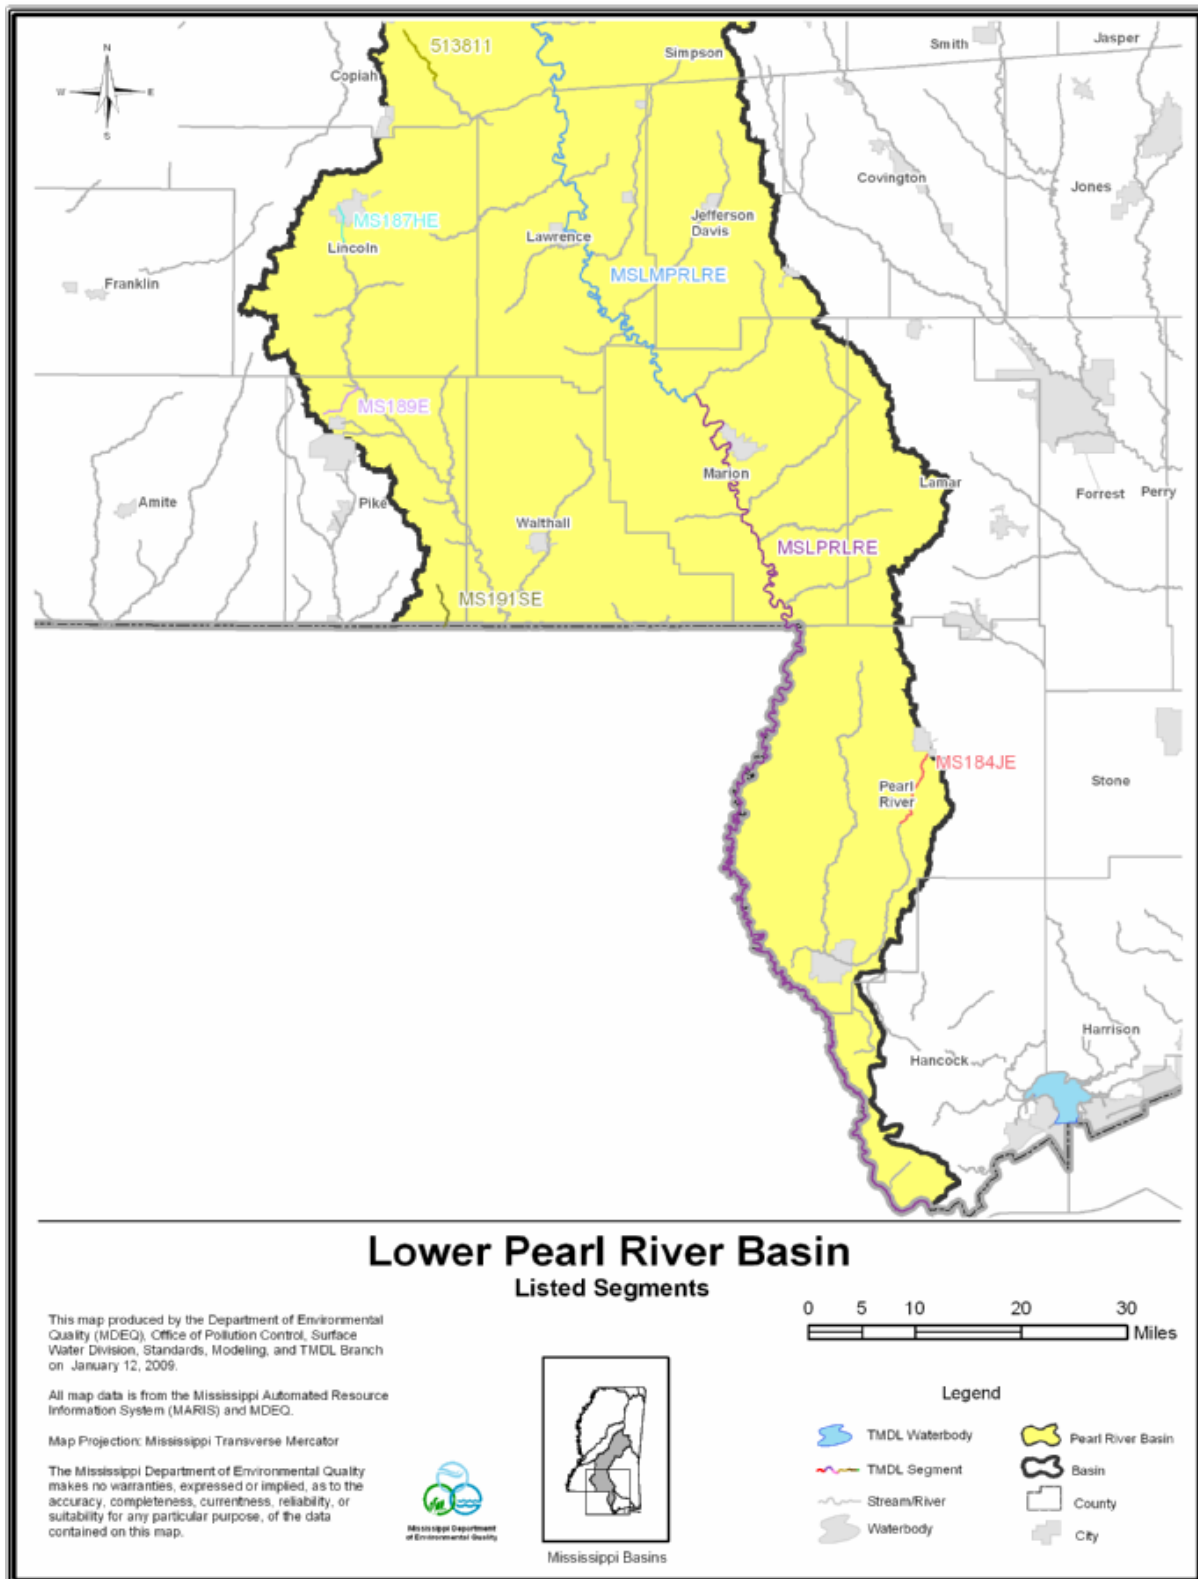 513811
Simpson
Smith
Jasper
N
W E
S
Copiah
Covington
Jones
MS187HE
Lincoln
Lawrence
Jefferson
Davis
Franklin
MSLMPRLRE
MS189E
Marion
Lamar
Forrest
Perry
Amite
Pike
Walthall
MSLPRLRE
MS191SE
MS184JE
Pearl
River
Stone
Harrison
Hancock
Lower Pearl River Basin
Listed Segments
This map produced by the Department of Environmental
Quality (MDEQ), Office of Pollution Control, Surface
Water Division, Standards, Modeling, and TMDL Branch
on January 12, 2009.
All map data is from the Mississippi Automated Resource
Information System (MARIS) and MDEQ.
Map Projection: Mississippi Transverse Mercator
The Mississippi Department of Environmental Quality
makes no warranties, expressed or implied, as to the
accuracy, completeness, currentness, reliability, or
suitability for any particular purpose, of the data
contained on this map.
Mississippi Department
of Environmental Quality
Mississippi Basins
0 5 10 20 30
Miles
Legend
TMDL Waterbody
TMDL Segment
Stream/River
Waterbody
Pearl River Basin
Basin
County
City